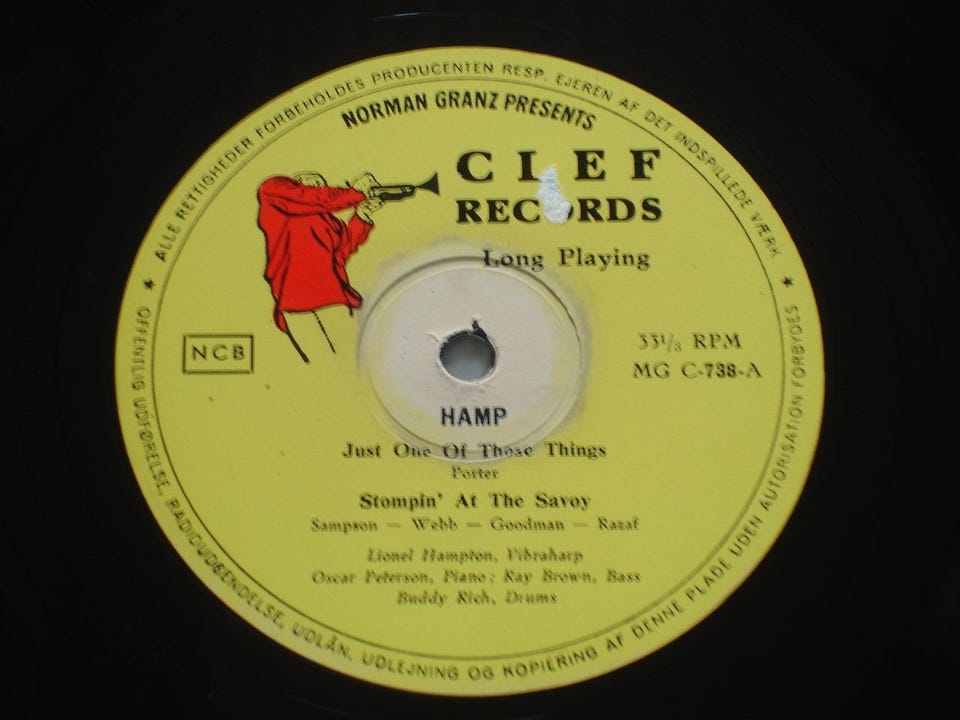 ALLE RETTIGHEDER FORBEHOLDES PRODUCENTEN RESP. EJEREN AF DET INDSPILLEDE VÆRK
NORMAN GRANZ PRESENTS
CLEF
RECORDS
Long Playing
NCB
33 1/3 RPM
MG C-738-A
HAMP
Just One Of Those Things
Porter
Stompin' At The Savoy
Sampson — Webb — Goodman — Razaf
Lionel Hampton, Vibraharp
Oscar Peterson, Piano; Ray Brown, Bass
Buddy Rich, Drums
OFFENTLIG UDFØRELSE, RADIOUDSENDELSE, UDLÅN, UDLEJNING OG KOPIERING AF DENNE PLADE UDEN AUTORISATION FORBYDES